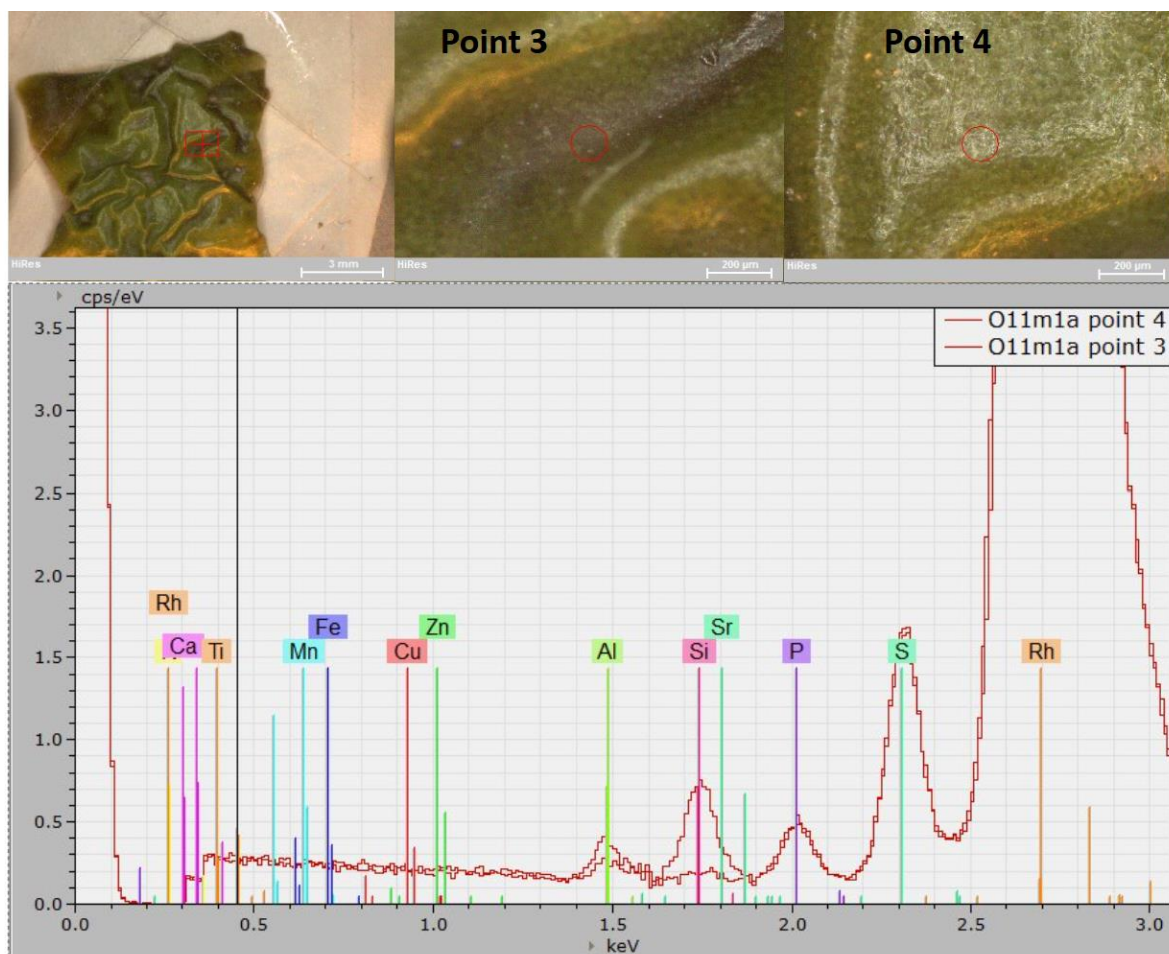 Point 3
Point 4
HiRes
3 mm
HiRes
200 µm
HiRes
200 µm
cps/eV
O11m1a point 4
O11m1a point 3
3.5
3.0
2.5
2.0
1.5
1.0
0.5
0.0
Rh
Ca
Ti
Mn
Fe
Cu
Zn
Al
Si
Sr
P
S
Rh
0.0
0.5
1.0
1.5
2.0
2.5
3.0
keV